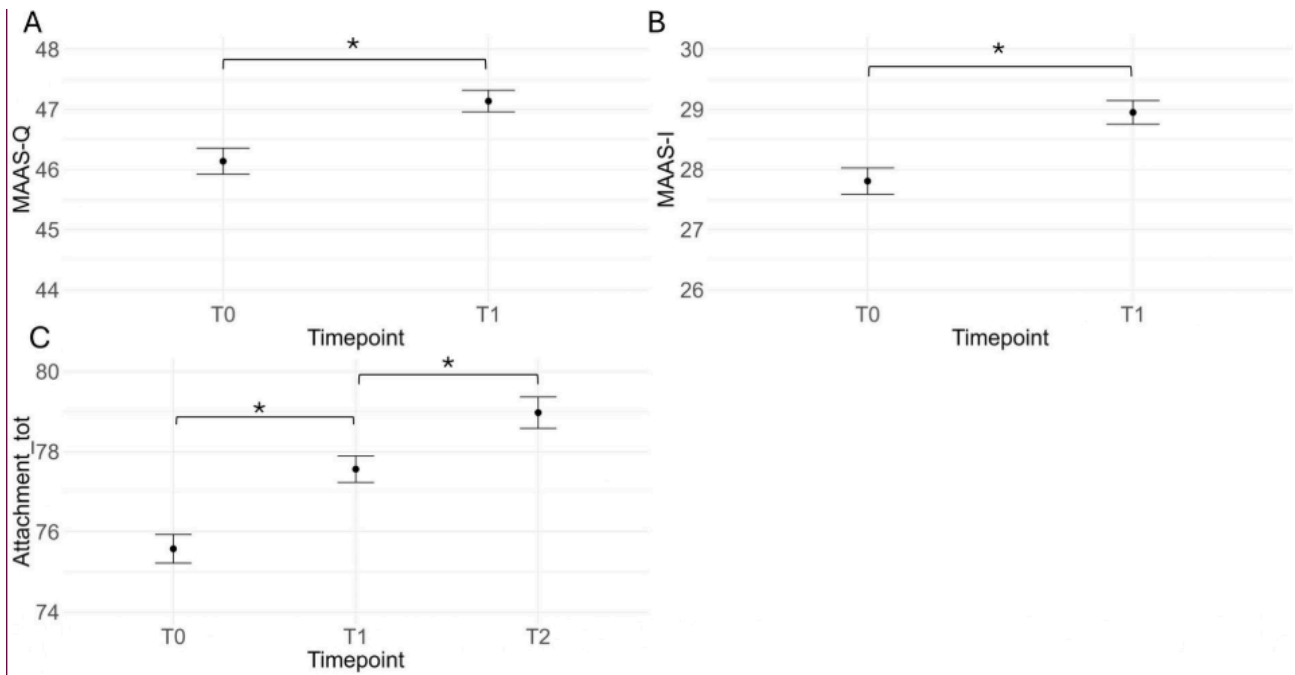 A
48
47
46
45
44
MAAS-Q
*
T0
T1
Timepoint
B
30
29
28
27
26
MAAS-I
*
T0
T1
Timepoint
C
80
78
76
74
Attachment_tot
*
*
T0
T1
T2
Timepoint